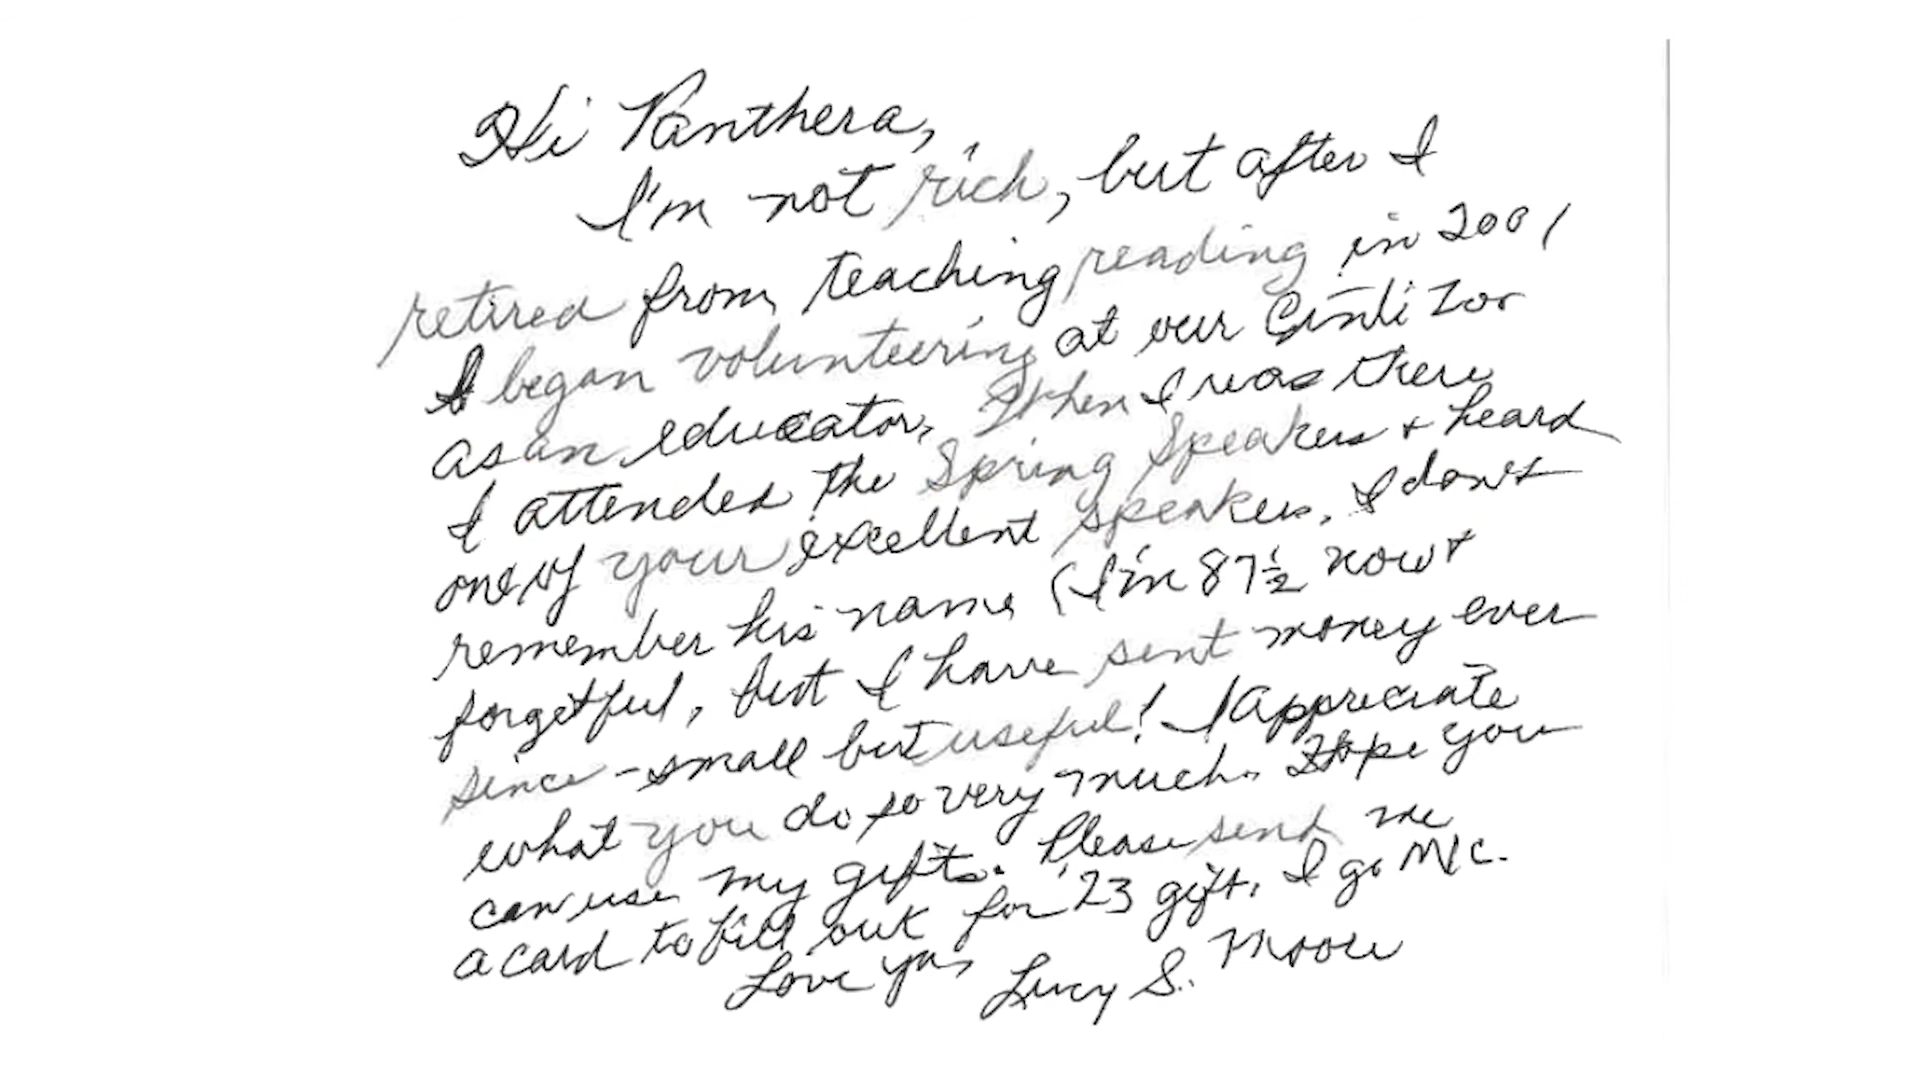 Hi Panthera,
I'm not rich, but after I
retired from teaching reading in 2001
I began volunteering at our Cinti Zoo
as an educator. When I was there
I attended the Spring Speakers + heard
one of your excellent speakers. I don't
remember his name (I'm 87½ now +
forgetful, but I have sent money ever
since - small but useful! I appreciate
what you do so very much. Hope you
can use my gifts. Please send me
a card to fill out for '23 gift. I go M/C.
Love ya, Lucy S. Moore